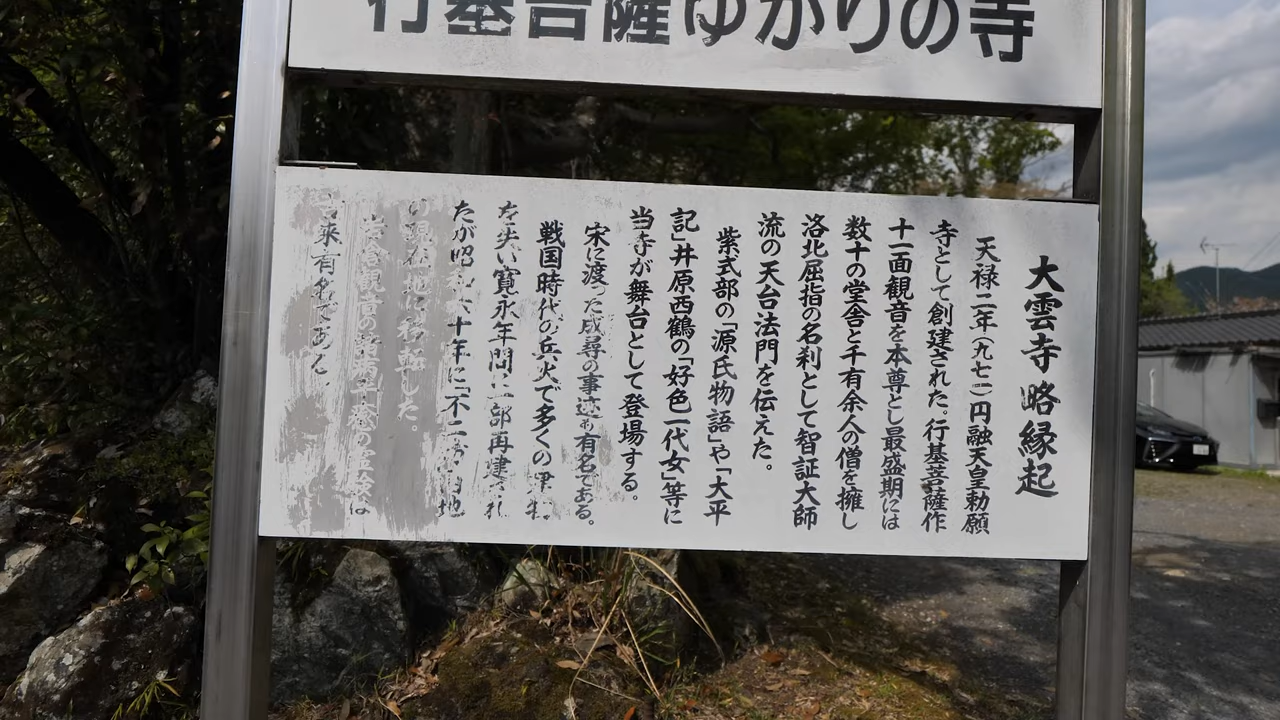 行基菩薩ゆかりの寺
大雲寺略縁起
天禄二年(九七一)円融天皇勅願
寺として創建された。行基菩薩作
十一面観音を本尊とし最盛期には
数十の堂舎と千有余人の僧を擁し
洛北屈指の名刹として智証大師
流の天台法門を伝えた。
紫式部の「源氏物語」や「大平
記」井原西鶴の「好色一代女」等に
当寺が舞台として登場する。
宋に渡った成尋の事迹も有名である。
戦国時代の兵火で多くの
を失い寛永年間に一部再建され
たが昭和六十年に「不二
の現在地に移転した。
観音の
来有名である。